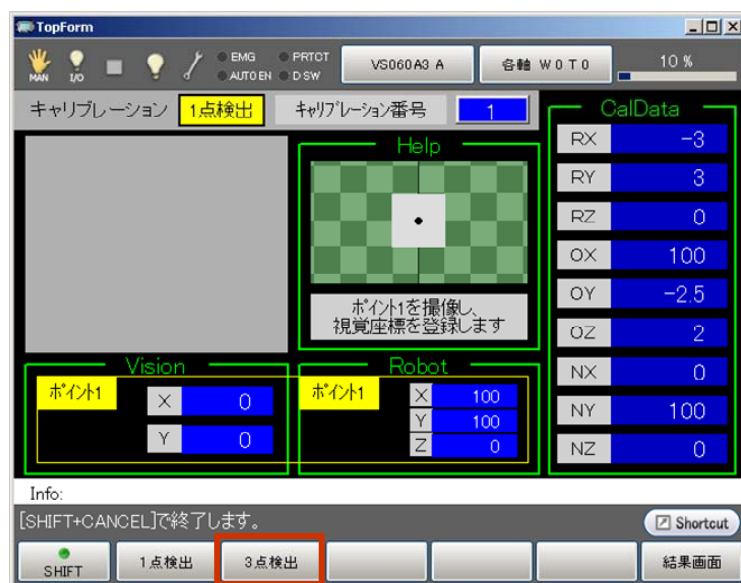 TopForm
EMG PRTCT
AUTO EN D SW
MAN I/O
VS060A3 A
各軸 W 0 T 0
10 %
キャリブレーション 1点検出 キャリブレーション番号 1
CalData
Help
RX -3
RY 3
RZ 0
OX 100
OY -2.5
OZ 2
NX 0
NY 100
NZ 0
ポイント1を撮像し、
視覚座標を登録します
Vision
ポイント1
X 0
Y 0
Robot
ポイント1
X 100
Y 100
Z 0
Info:
[SHIFT+CANCEL]で終了します。
Shortcut
SHIFT 1点検出 3点検出 結果画面